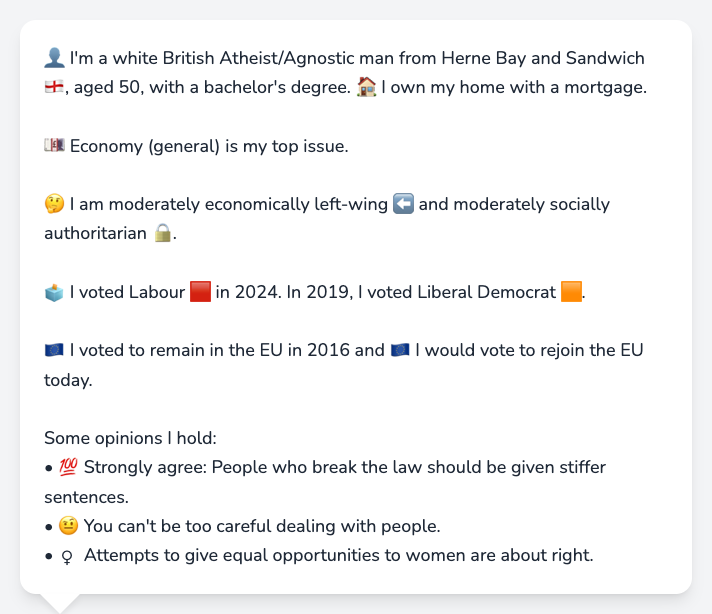 👤 I'm a white British Atheist/Agnostic man from Herne Bay and Sandwich
🏴󠁧󠁢󠁥󠁮󠁧󠁿, aged 50, with a bachelor's degree. 🏠 I own my home with a mortgage.
💷 Economy (general) is my top issue.
🤔 I am moderately economically left-wing ⬅️ and moderately socially
authoritarian 🔒.
🗳️ I voted Labour 🟥 in 2024. In 2019, I voted Liberal Democrat 🟧.
🇪🇺 I voted to remain in the EU in 2016 and 🇪🇺 I would vote to rejoin the EU
today.
Some opinions I hold:
• 💯 Strongly agree: People who break the law should be given stiffer
sentences.
• 🤨 You can't be too careful dealing with people.
• ♀ Attempts to give equal opportunities to women are about right.